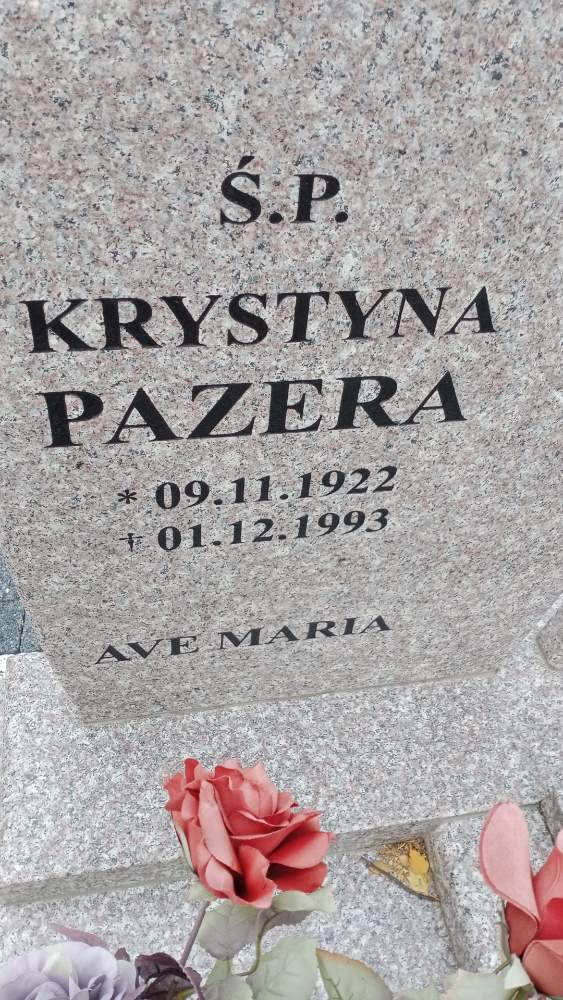 Ś.P.
KRYSTYNA
PAZERA
* 09.11.1922
† 01.12.1993
AVE MARIA